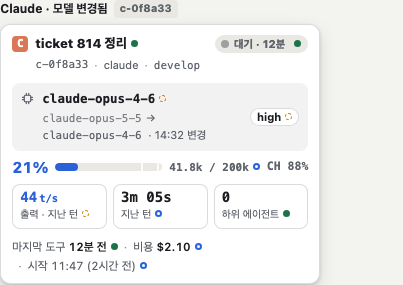 Claude · 모델 변경됨 c-0f8a33
C ticket 814 정리 대기 · 12분
c-0f8a33 · claude · develop
claude-opus-4-6
claude-opus-5-5 →
claude-opus-4-6 · 14:32 변경
high
21% 41.8k / 200k CH 88%
44 t/s 3m 05s 0
출력 · 지난 턴 지난 턴 하위 에이전트
마지막 도구 12분 전 · 비용 $2.10
· 시작 11:47 (2시간 전)